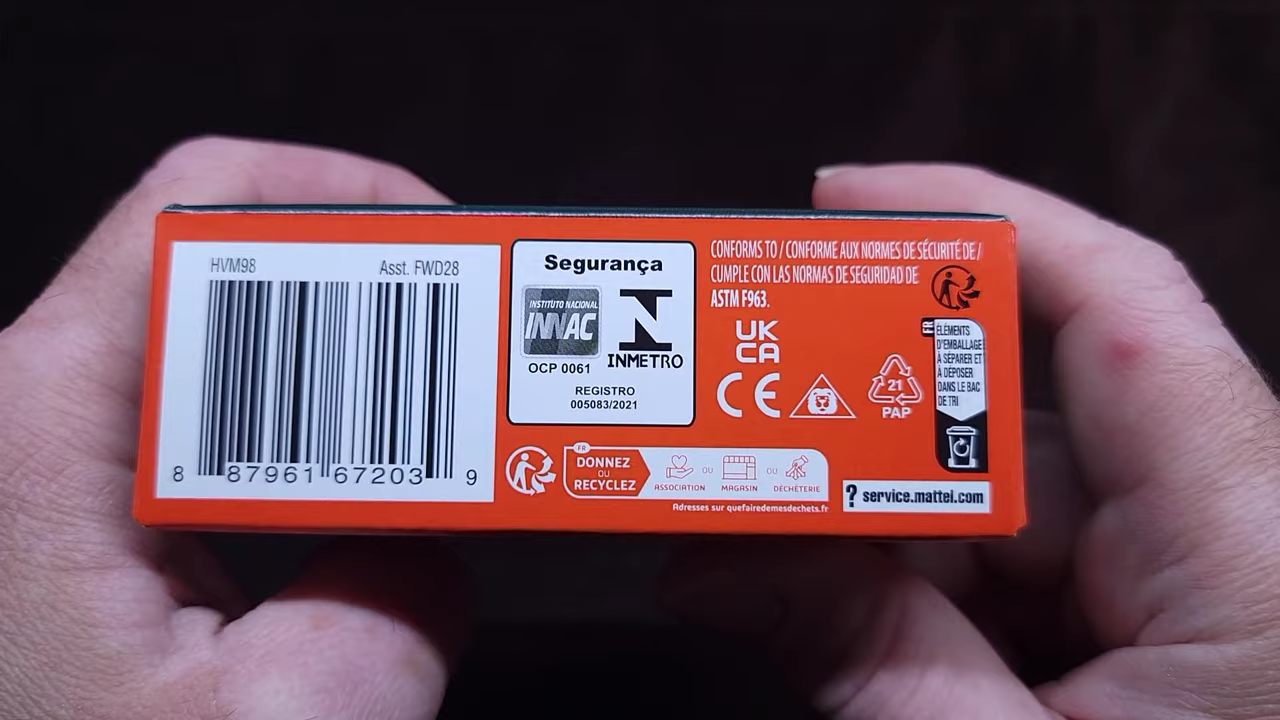 HVM98 Asst. FWD28
8 87961 67203 9
Segurança
INSTITUTO NACIONAL
INNAC
OCP 0061
INMETRO
REGISTRO
005083/2021
CONFORMS TO / CONFORME AUX NORMES DE SÉCURITÉ DE /
CUMPLE CON LAS NORMAS DE SEGURIDAD DE
ASTM F963.
UK
CA
CE
21
PAP
FR
ÉLÉMENTS
D'EMBALLAGE
À SÉPARER ET
À DÉPOSER
DANS LE BAC
DE TRI
FR
DONNEZ
OU
RECYCLEZ
ASSOCIATION OU MAGASIN OU DÉCHÈTERIE
Adresses sur quefairedemesdechets.fr
? service.mattel.com